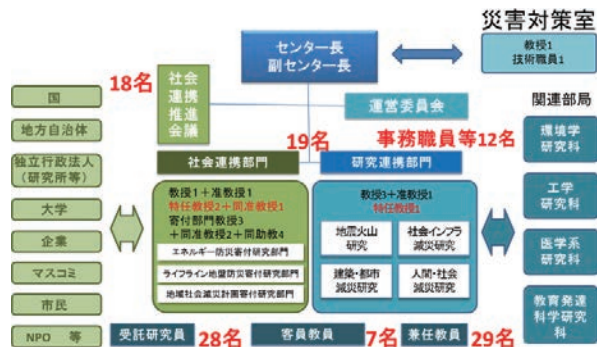 災害対策室
教授1
技術職員1
センター長
副センター長
18名
社会
連携
推進
会議
運営委員会
19名
事務職員等12名
関連部局
国
地方自治体
独立行政法人
(研究所等)
大学
企業
マスコミ
市民
NPO 等
社会連携部門
教授1+准教授1
特任教授2+同准教授1
寄付部門教授3
+同准教授2+同助教4
エネルギー防災寄付研究部門
ライフライン地盤防災寄付研究部門
地域社会減災計画寄付研究部門
研究連携部門
教授3+准教授1
特任教授1
地震火山
研究
社会インフラ
減災研究
建築・都市
減災研究
人間・社会
減災研究
環境学
研究科
工学
研究科
医学系
研究科
教育発達
科学研究
科
受託研究員
28名
客員教員
7名
兼任教員
29名